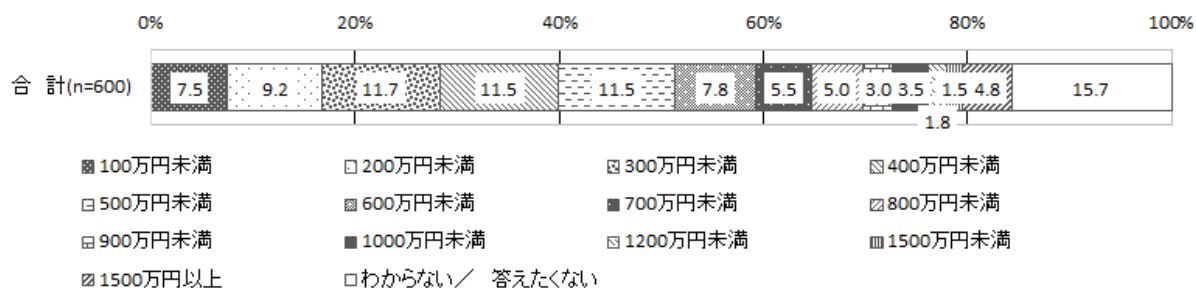 0% 20% 40% 60% 80% 100%
合 計(n=600) 7.5 9.2 11.7 11.5 11.5 7.8 5.5 5.0 3.0 3.5 1.5 4.8 15.7
1.8
100万円未満 200万円未満 300万円未満 400万円未満
500万円未満 600万円未満 700万円未満 800万円未満
900万円未満 1000万円未満 1200万円未満 1500万円未満
1500万円以上 わからない／ 答えたくない